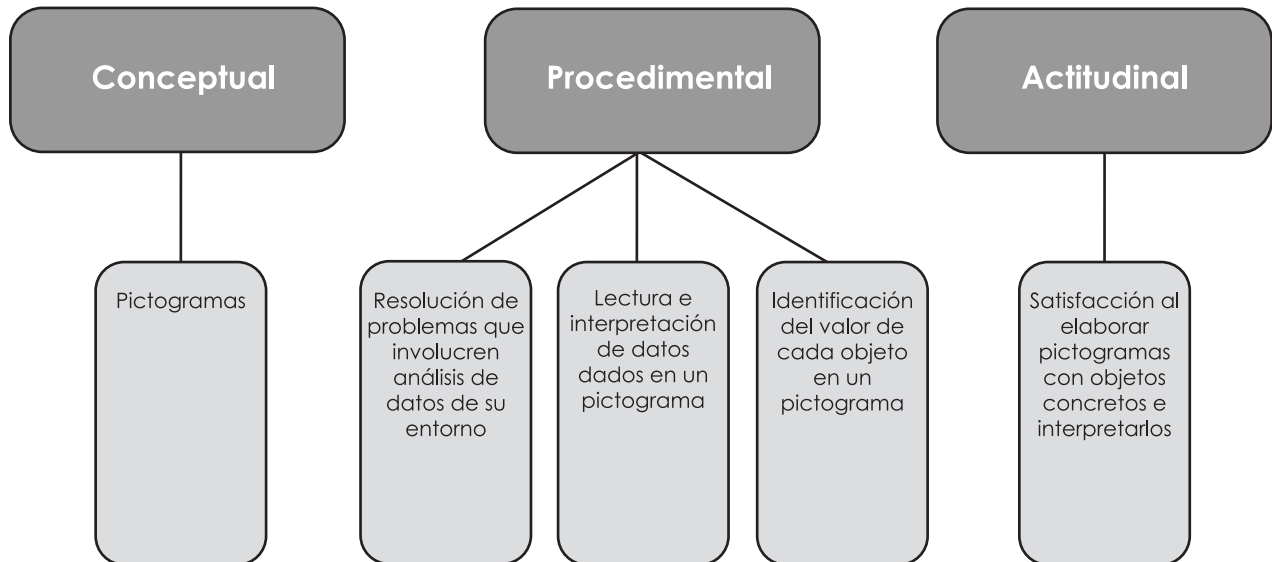 Conceptual
Procedimental
Actitudinal
Pictogramas
Resolución de
problemas que
involucren
análisis de
datos de su
entorno
Lectura e
interpretación
de datos
dados en un
pictograma
Identificación
del valor de
cada objeto
en un
pictograma
Satisfacción al
elaborar
pictogramas
con objetos
concretos e
interpretarlos